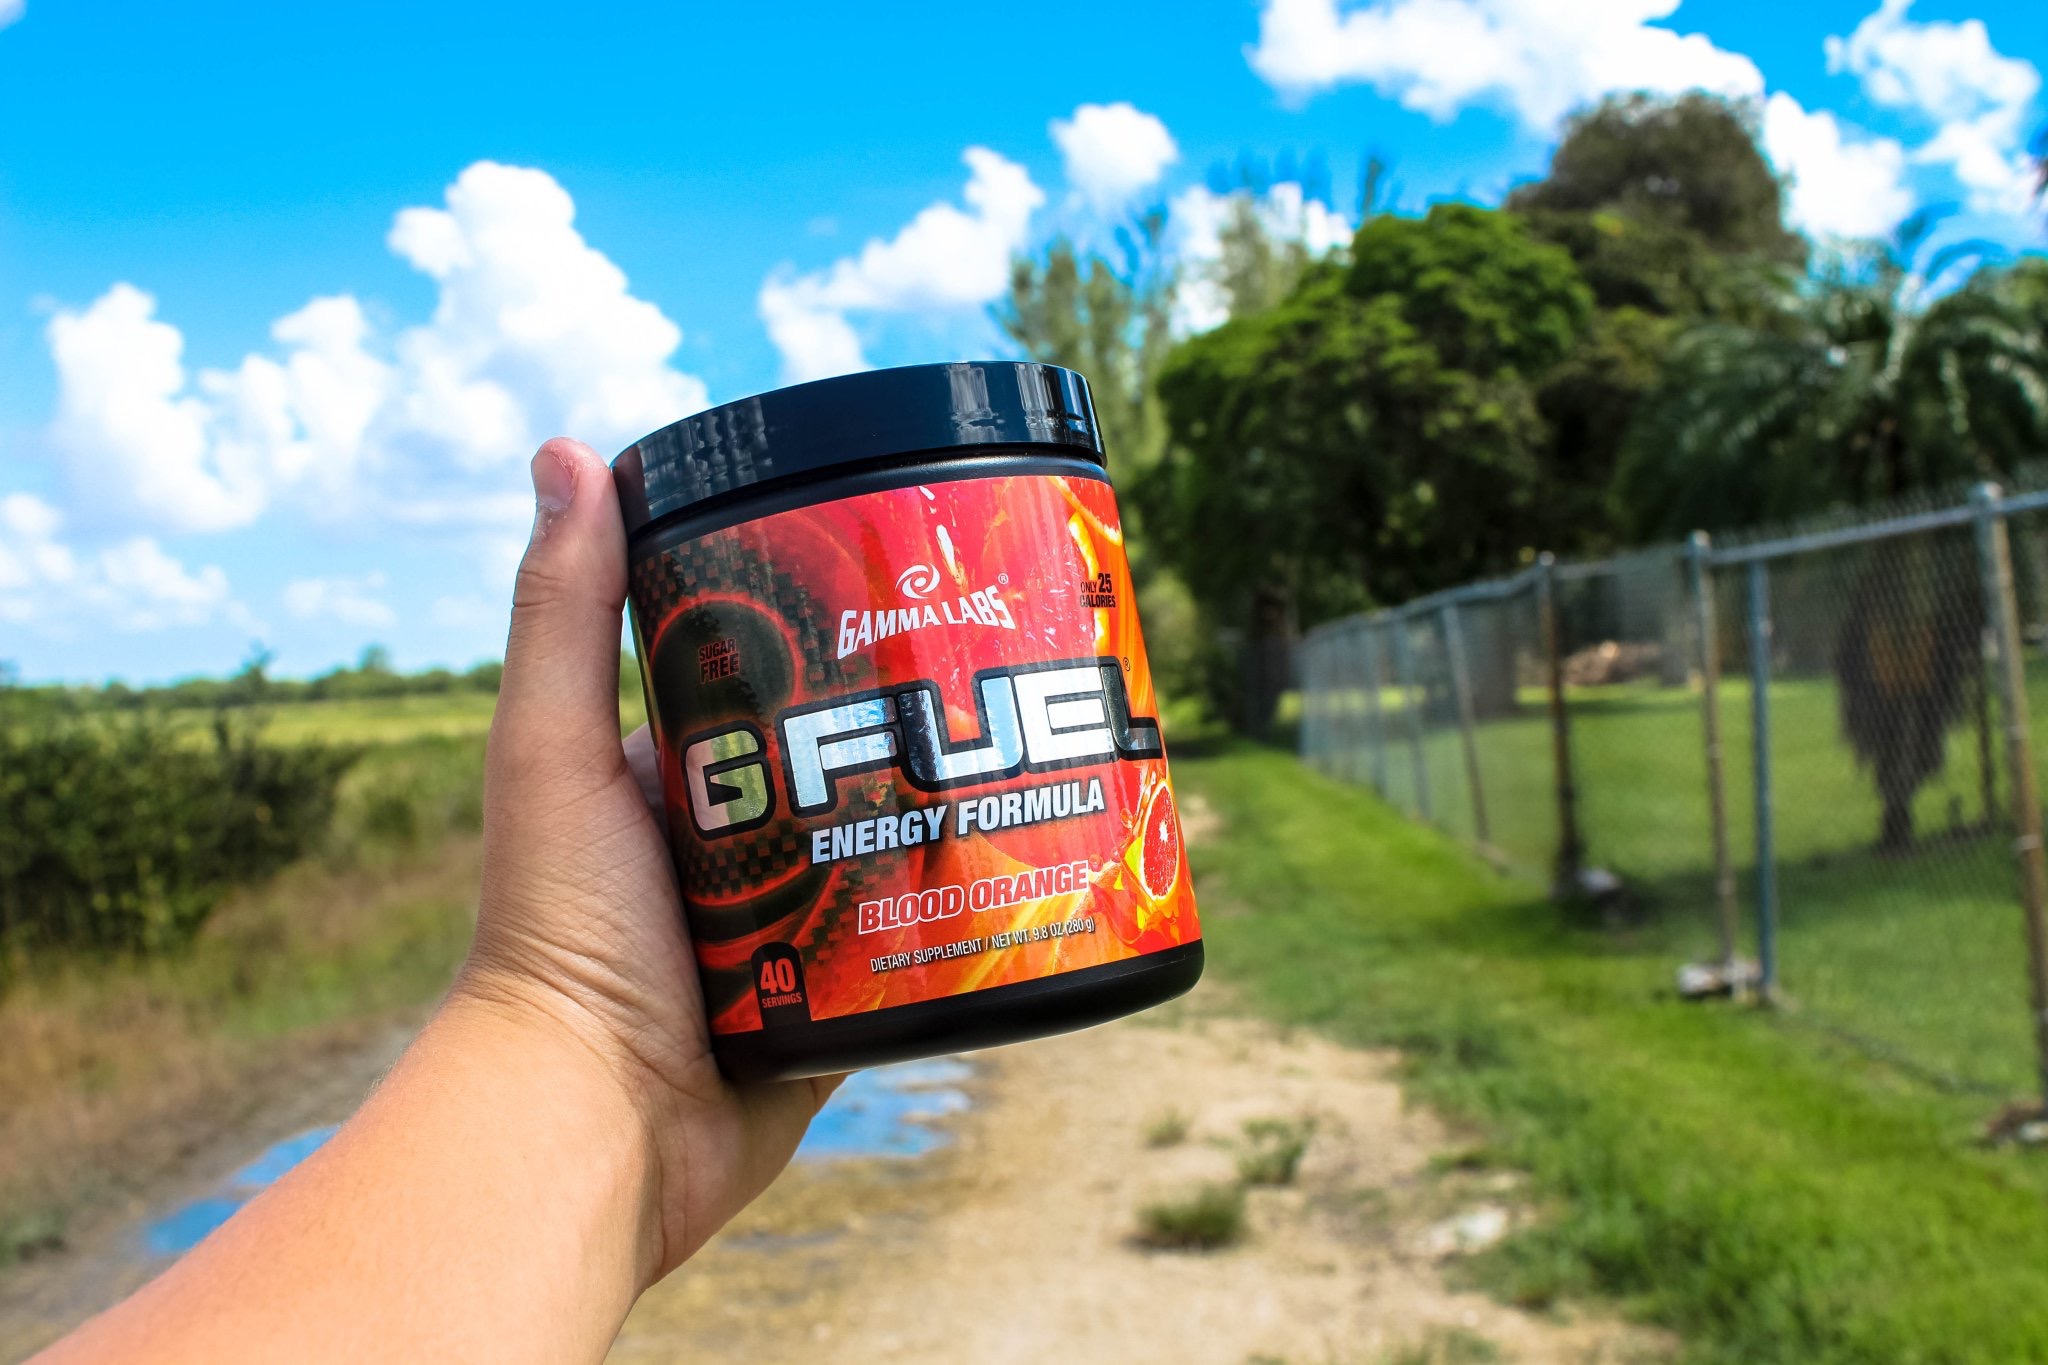 GAMMA LABS®
ONLY 25
CALORIES
SUGAR
FREE
G FUEL®
ENERGY FORMULA
BLOOD ORANGE
DIETARY SUPPLEMENT / NET WT. 9.8 OZ (280 g)
40
SERVINGS